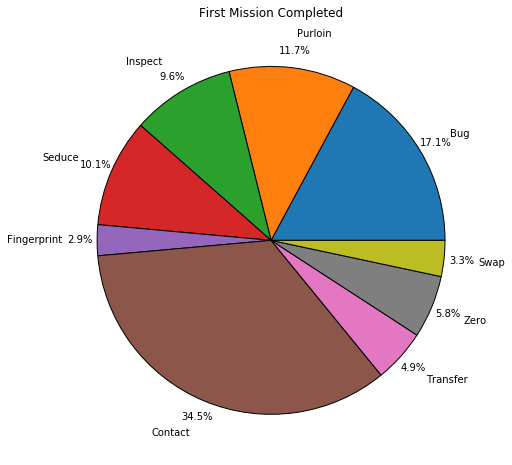 First Mission Completed
Purloin
11.7%
Inspect
9.6%
Bug
17.1%
Seduce 10.1%
Fingerprint 2.9%
3.3% Swap
5.8%
Zero
4.9%
Transfer
34.5%
Contact